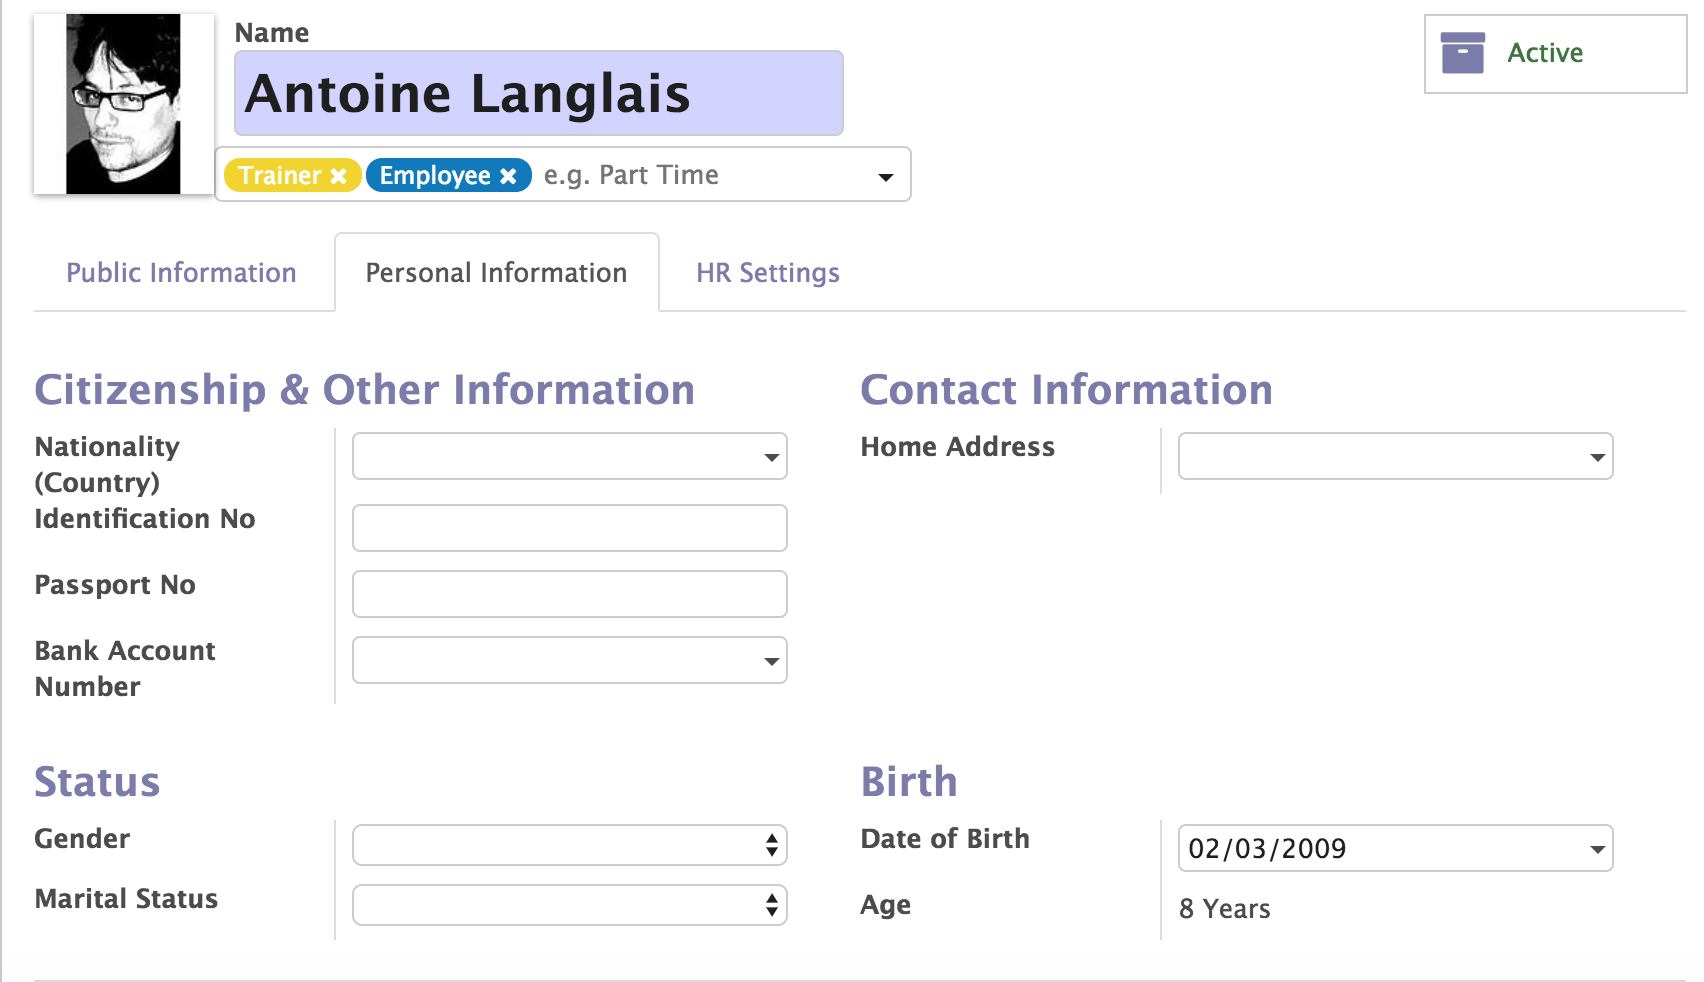 Name
Active
Antoine Langlais
Trainer ✖ Employee ✖ e.g. Part Time
Public Information Personal Information HR Settings
Citizenship & Other Information
Nationality
(Country)
Identification No
Passport No
Bank Account
Number
Contact Information
Home Address
Status
Gender
Marital Status
Birth
Date of Birth 02/03/2009
Age 8 Years